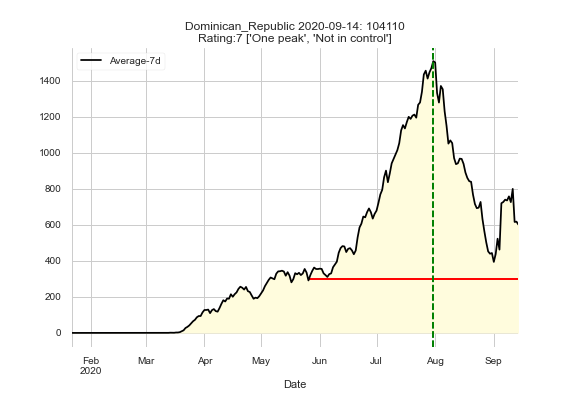 Dominican_Republic 2020-09-14: 104110
Rating:7 ['One peak', 'Not in control']
Average-7d
1400
1200
1000
800
600
400
200
0
Feb Mar Apr May Jun Jul Aug Sep
2020
Date